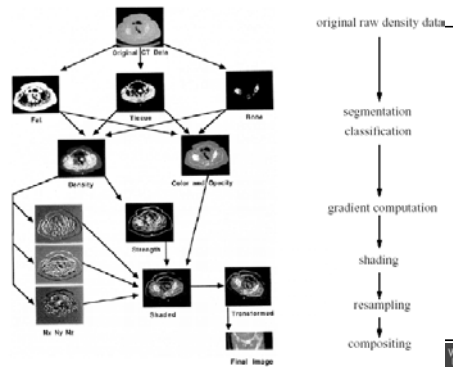 Original CT Data
Fat
Tissue
Bone
Density
Color and Opacity
Strength
Nx Ny Nz
Shaded
Transformed
Final Image
original raw density data
segmentation
classification
gradient computation
shading
resampling
compositing